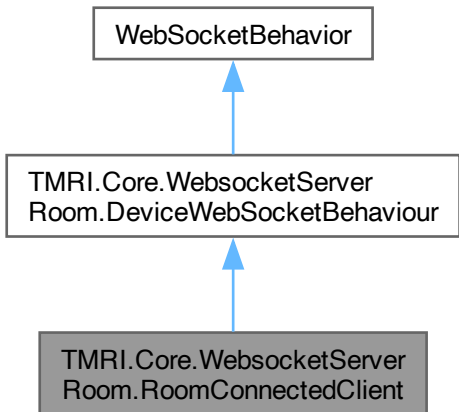 WebSocketBehavior
TMRI.Core.WebsocketServer
Room.DeviceWebSocketBehaviour
TMRI.Core.WebsocketServer
Room.RoomConnectedClient